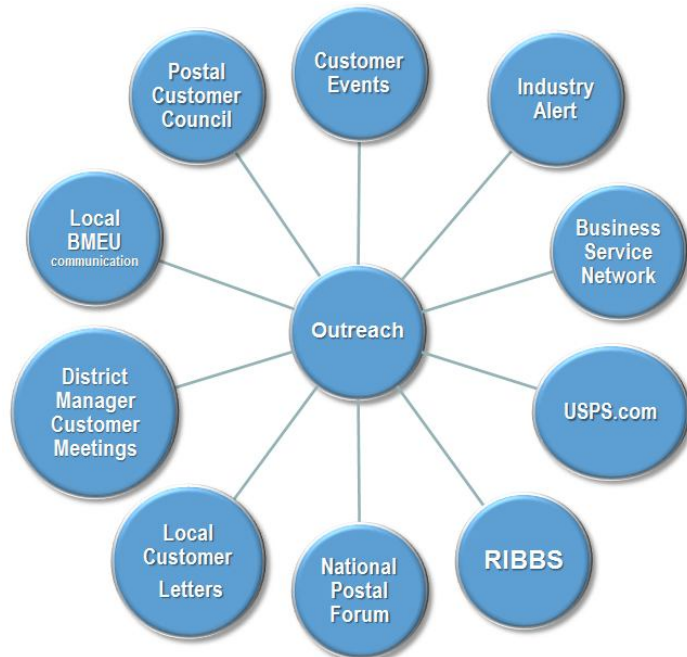 Customer
Events
Industry
Alert
Business
Service
Network
USPS.com
RIBBS
National
Postal
Forum
Local
Customer
Letters
District
Manager
Customer
Meetings
Local
BMEU
communication
Postal
Customer
Council
Outreach